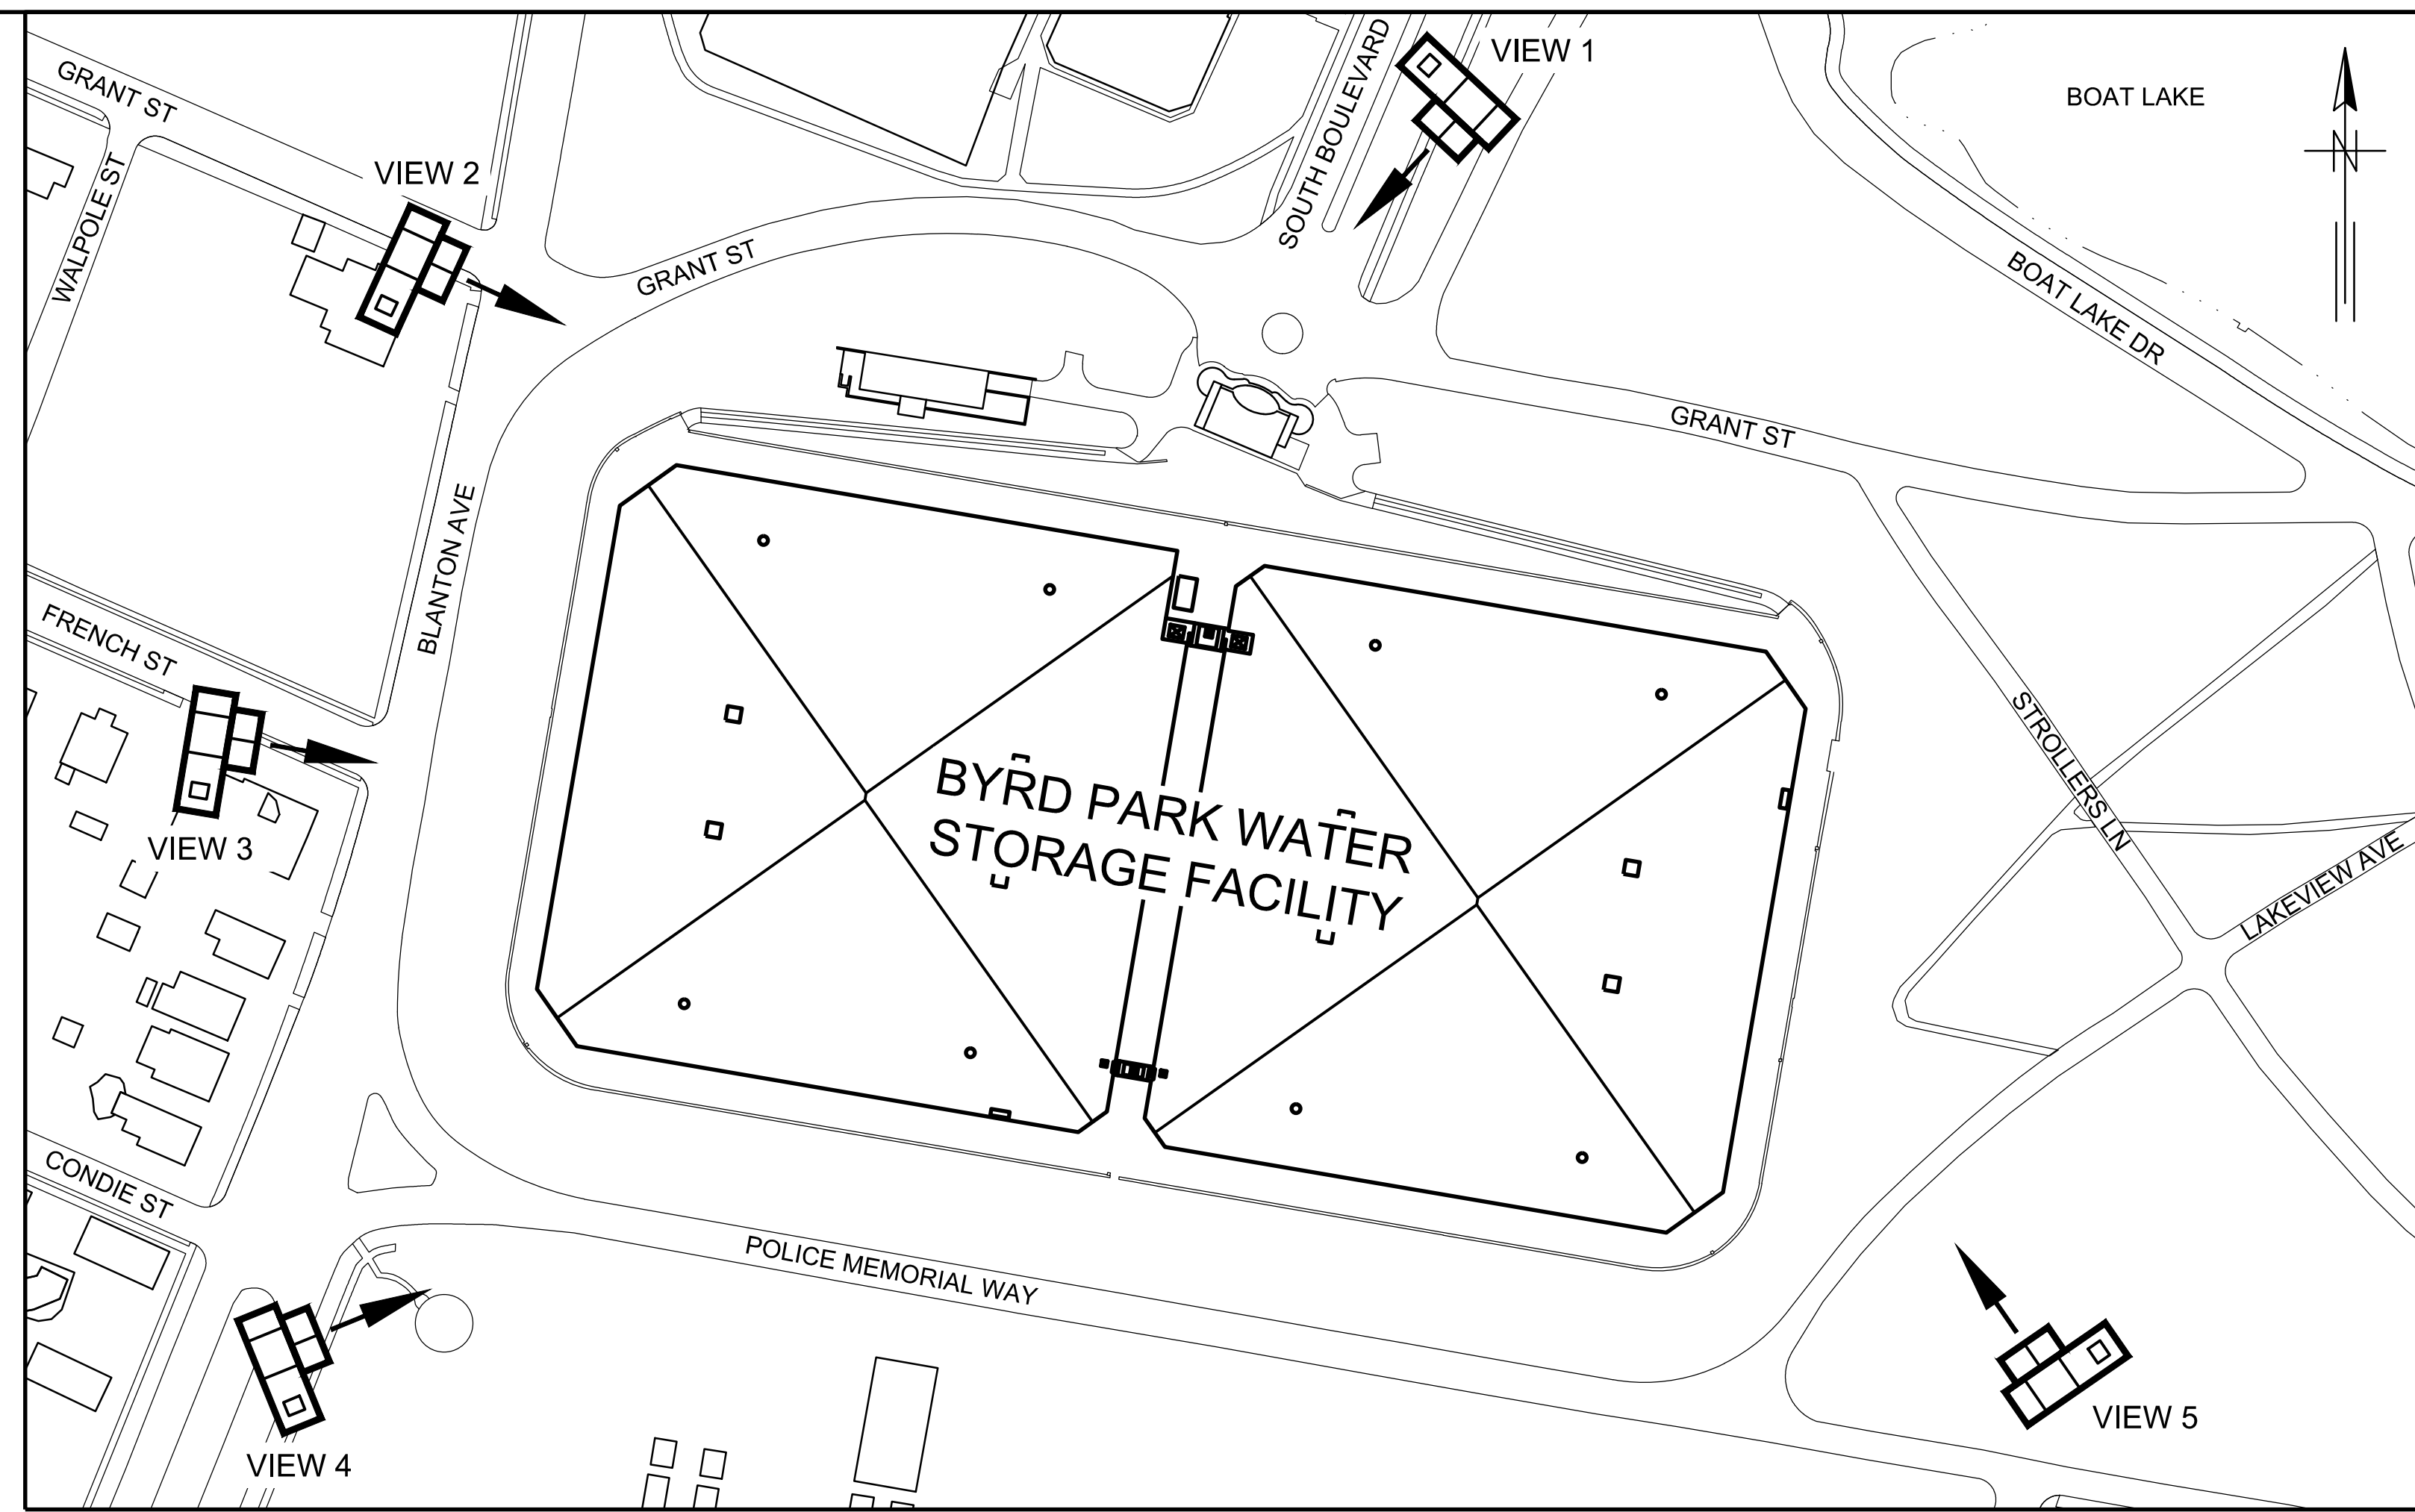 VIEW 1
GRANT ST
BOAT LAKE
N
SOUTH BOULEVARD
VIEW 2
WALPOLE ST
GRANT ST
BOAT LAKE DR
GRANT ST
BLANTON AVE
FRENCH ST
STROLLERS LN
BYRD PARK WATER
STORAGE FACILITY
VIEW 3
LAKEVIEW AVE
CONDIE ST
POLICE MEMORIAL WAY
VIEW 5
VIEW 4